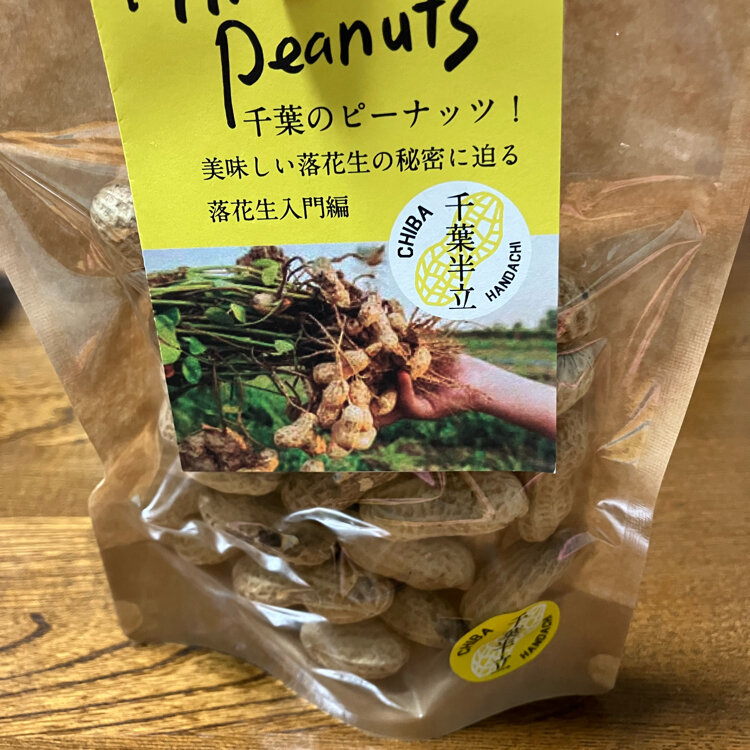 Peanuts
千葉のピーナッツ！
美味しい落花生の秘密に迫る
落花生入門編
CHIBA
千葉半立
HANDACHI
CHIBA
千葉半立
HANDACHI